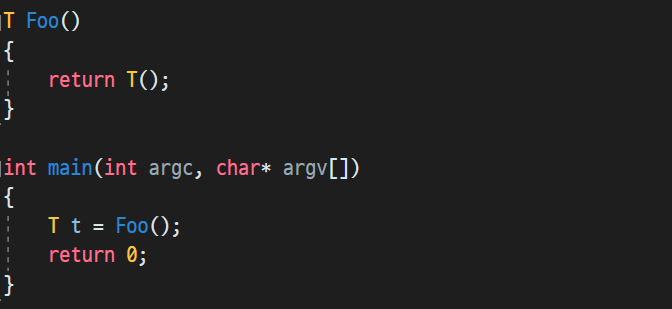 T Foo()
{
    return T();
}

int main(int argc, char* argv[])
{
    T t = Foo();
    return 0;
}